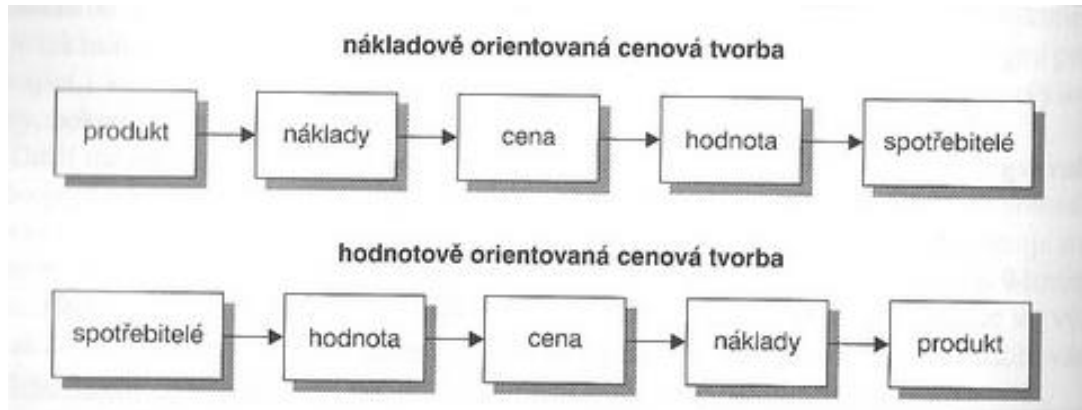 nákladově orientovaná cenová tvorba
produkt náklady cena hodnota spotřebitelé
hodnotově orientovaná cenová tvorba
spotřebitelé hodnota cena náklady produkt